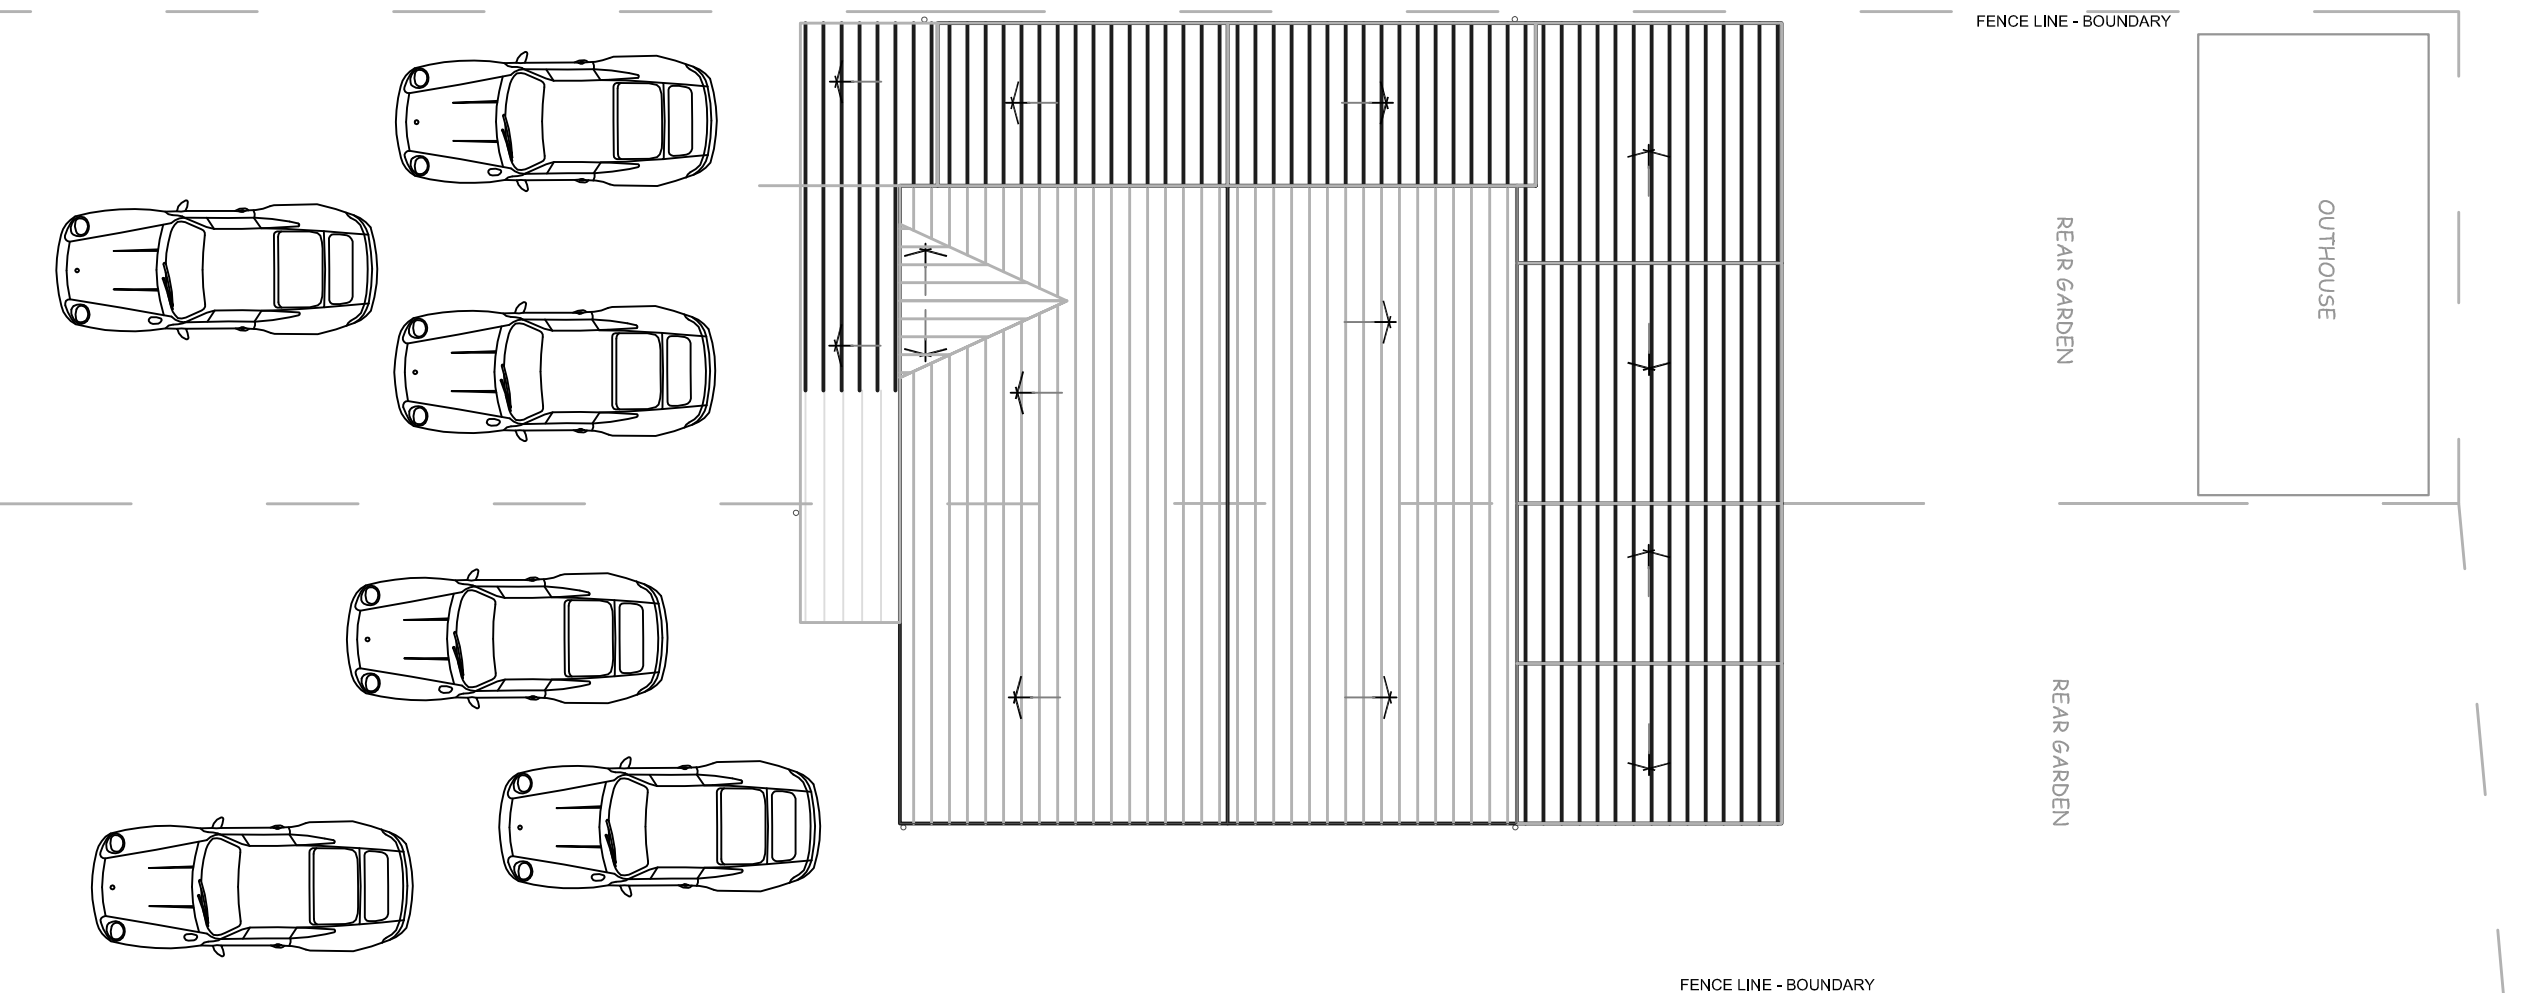 FENCE LINE - BOUNDARY
OUTHOUSE
REAR GARDEN
REAR GARDEN
FENCE LINE - BOUNDARY